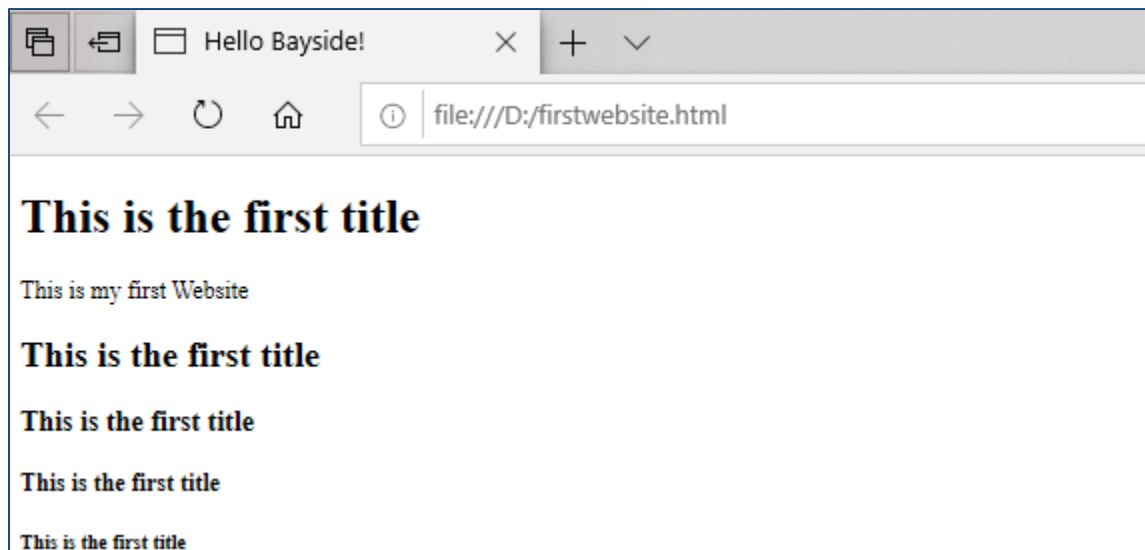 Hello Bayside!
file:///D:/firstwebsite.html
This is the first title
This is my first Website
This is the first title
This is the first title
This is the first title
This is the first title